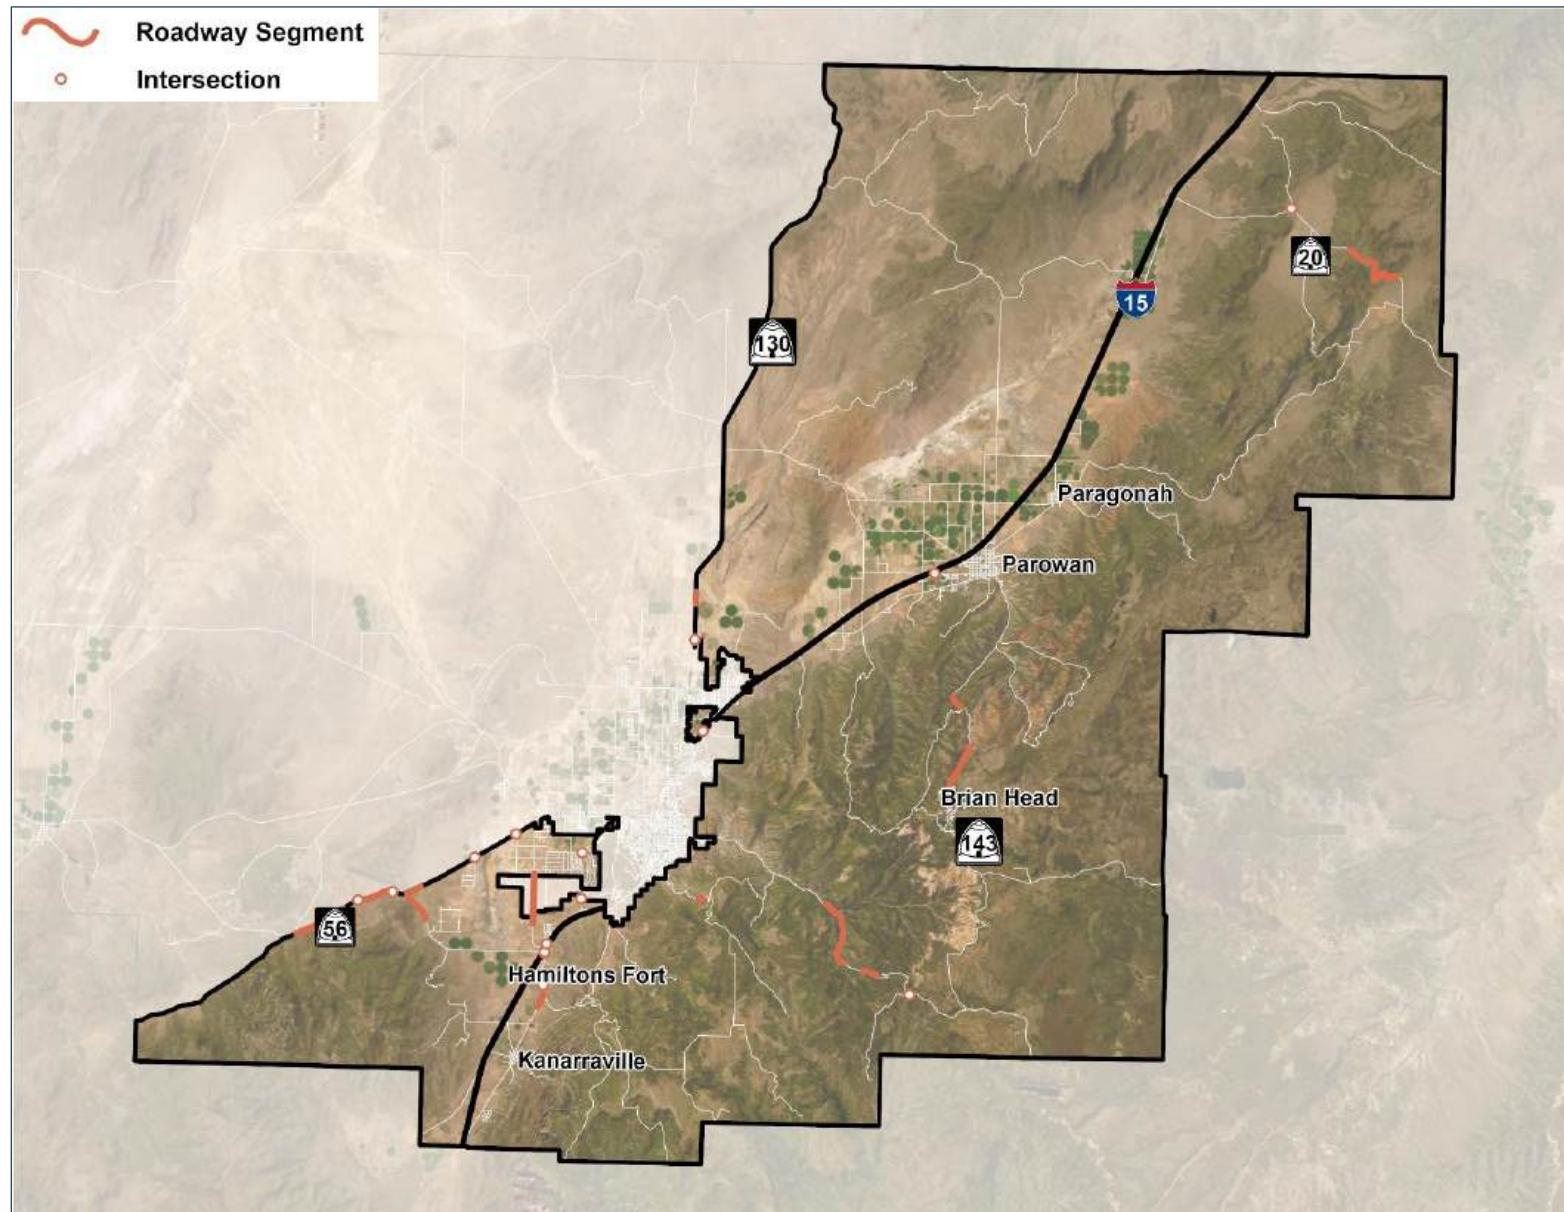 Roadway Segment
Intersection
20
15
130
Paragonah
Parowan
Brian Head
143
56
Hamiltons Fort
Kanarraville